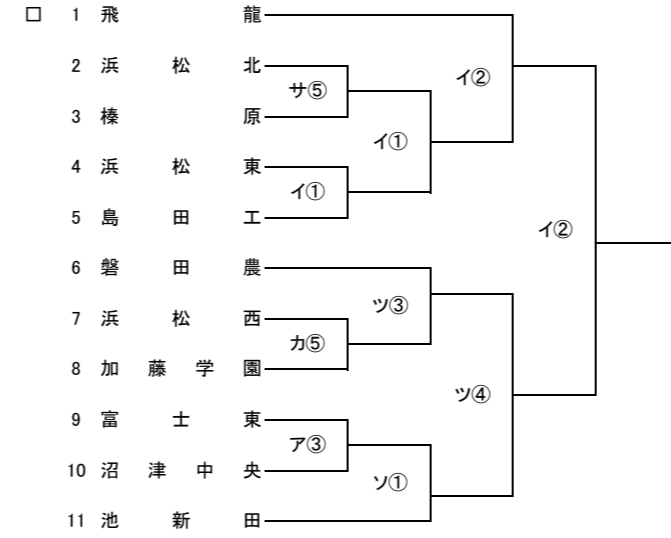 □ 1 飛龍
2 浜松北
サ⑤
イ②
3 榛原
イ①
4 浜松東
イ①
5 島田工
イ②
6 磐田農
ツ③
7 浜松西
カ⑤
8 加藤学園
ツ④
9 富士東
ア③
10 沼津中央
ソ①
11 池新田